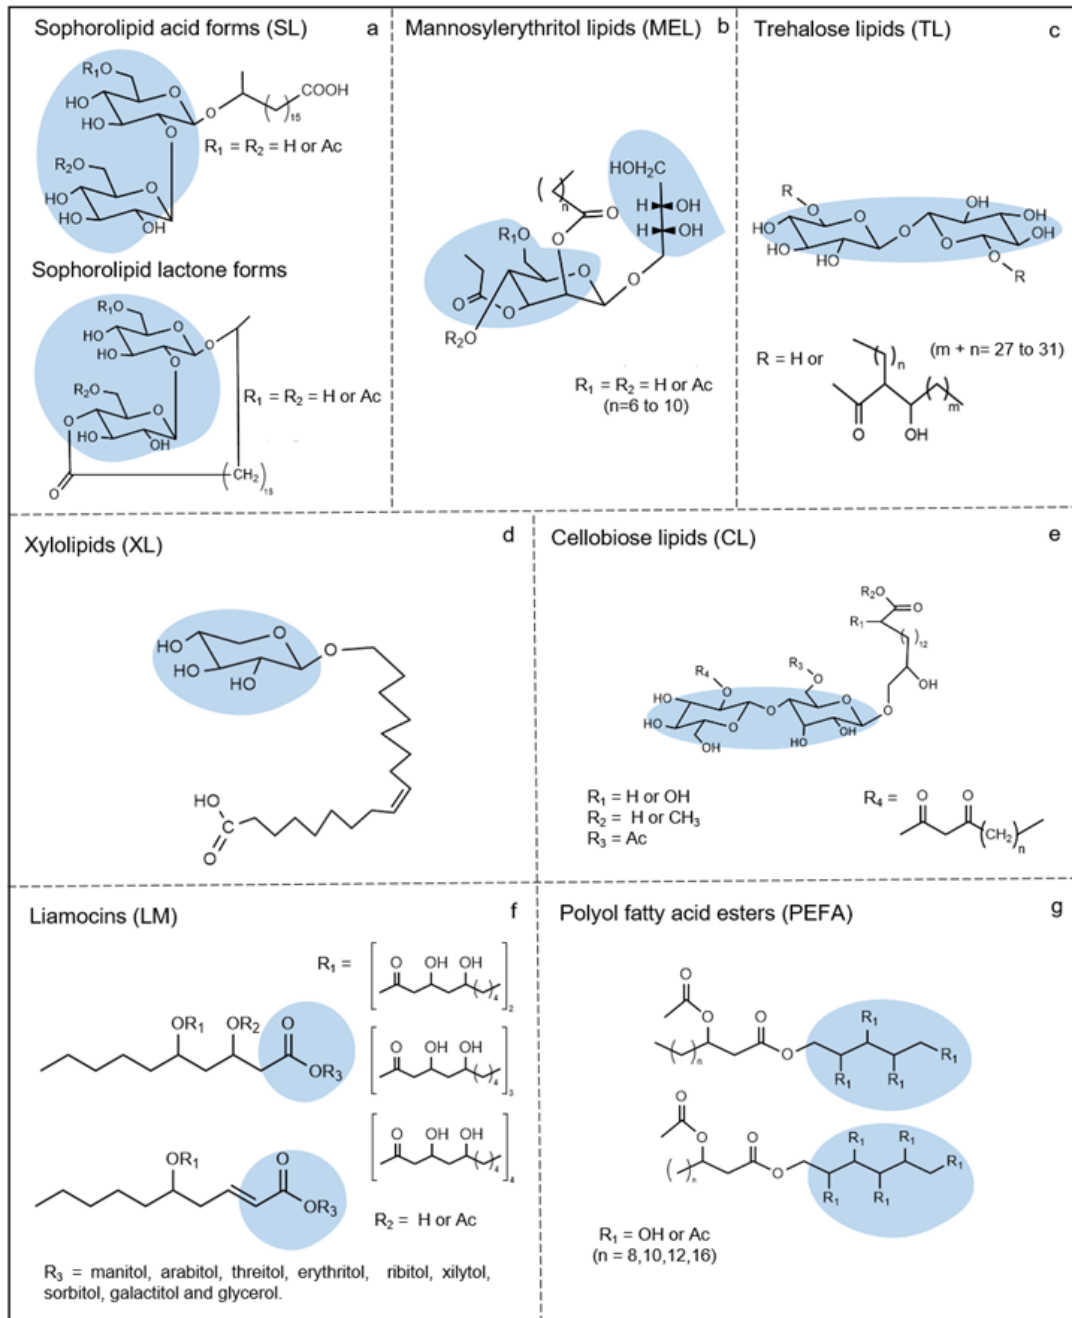 Sophorolipid acid forms (SL) a
R₁O
HO
HO
O
O
COOH
( )₁₅
O
R₁ = R₂ = H or Ac
R₂O
HO
HO
O
O
OH
Sophorolipid lactone forms
R₁O
HO
HO
O
O
O
R₂O
O
O
HO
HO
OH
R₁ = R₂ = H or Ac
O
(CH₂)₁₅
Mannosylerythritol lipids (MEL) b
HOH₂C
( )n
O
H OH
H OH
R₁O
O
O
O
O
O
R₂O
R₁ = R₂ = H or Ac
(n=6 to 10)
Trehalose lipids (TL) c
R
O
HO
HO
HO
O
O
OH
OH
OH
O
O
R
R = H or
( )n
(m + n= 27 to 31)
( )m
O
OH
Xylolipids (XL) d
HO
HO
HO
O
O
HO
C
O
Cellobiose lipids (CL) e
R₂O
O
R₁
( )₁₂
OH
R₄
O
R₃
O
HO
HO
O
OH
O
O
HO
OH
O
R₁ = H or OH
R₂ = H or CH₃
R₃ = Ac
R₄ =
O O
(CH₂)n
Liamocins (LM) f
R₁ =
O OH OH
( )₄
2
O OH OH
( )₄
3
O OH OH
( )₄
4
OR₁ OR₂ O
OR₃
OR₁ O
OR₃
R₂ = H or Ac
R₃ = manitol, arabitol, threitol, erythritol, ribitol, xilytol,
sorbitol, galactitol and glycerol.
Polyol fatty acid esters (PEFA) g
O
O
O
( )n
O
R₁
R₁
R₁ R₁
O
O
O
( )n
O
R₁ R₁
R₁
R₁ R₁
R₁ = OH or Ac
(n = 8,10,12,16)